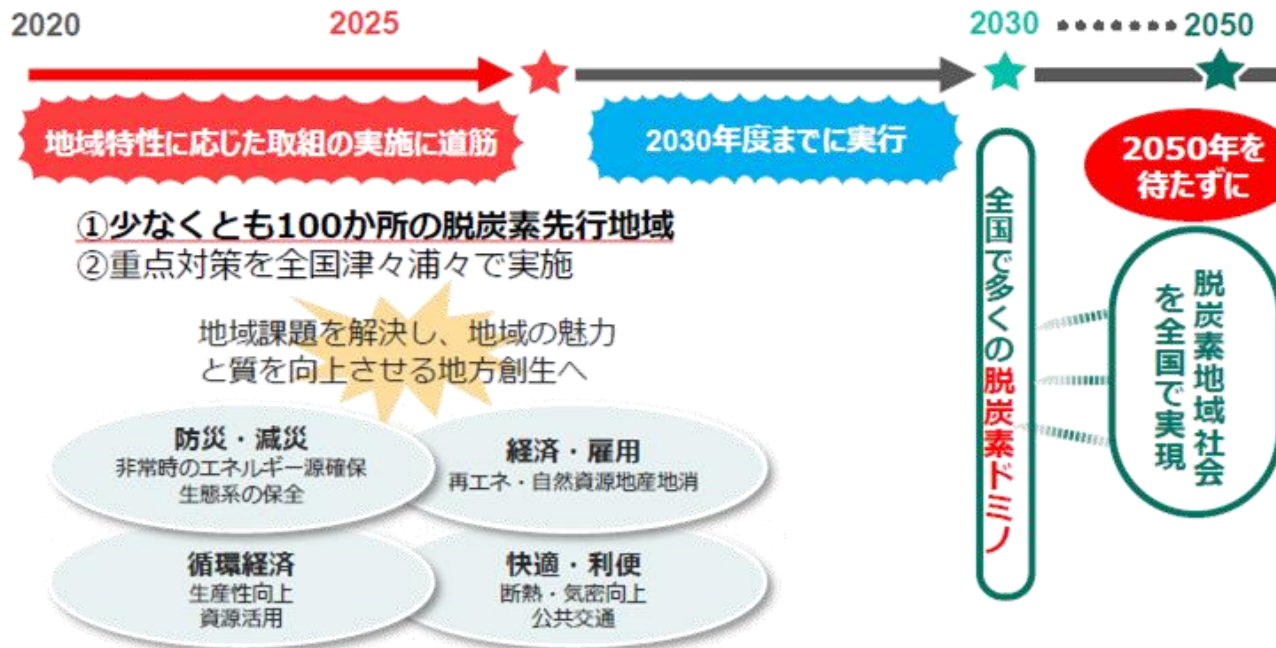 2020
2025
2030
2050
地域特性に応じた取組の実施に道筋
2030年度までに実行
2050年を
待たずに
①少なくとも100か所の脱炭素先行地域
②重点対策を全国津々浦々で実施
地域課題を解決し、地域の魅力
と質を向上させる地方創生へ
防災・減災
非常時のエネルギー源確保
生態系の保全
経済・雇用
再エネ・自然資源地産地消
循環経済
生産性向上
資源活用
快適・利便
断熱・気密向上
公共交通
全国で多くの脱炭素ドミノ
脱炭素地域社会
を全国で実現